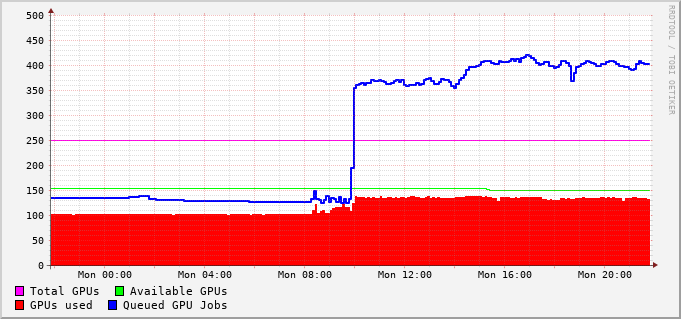 500
450
400
350
300
250
200
150
100
50
0
Mon 00:00 Mon 04:00 Mon 08:00 Mon 12:00 Mon 16:00 Mon 20:00
Total GPUs Available GPUs
GPUs used Queued GPU Jobs
RRDTOOL / TOBI OETIKER